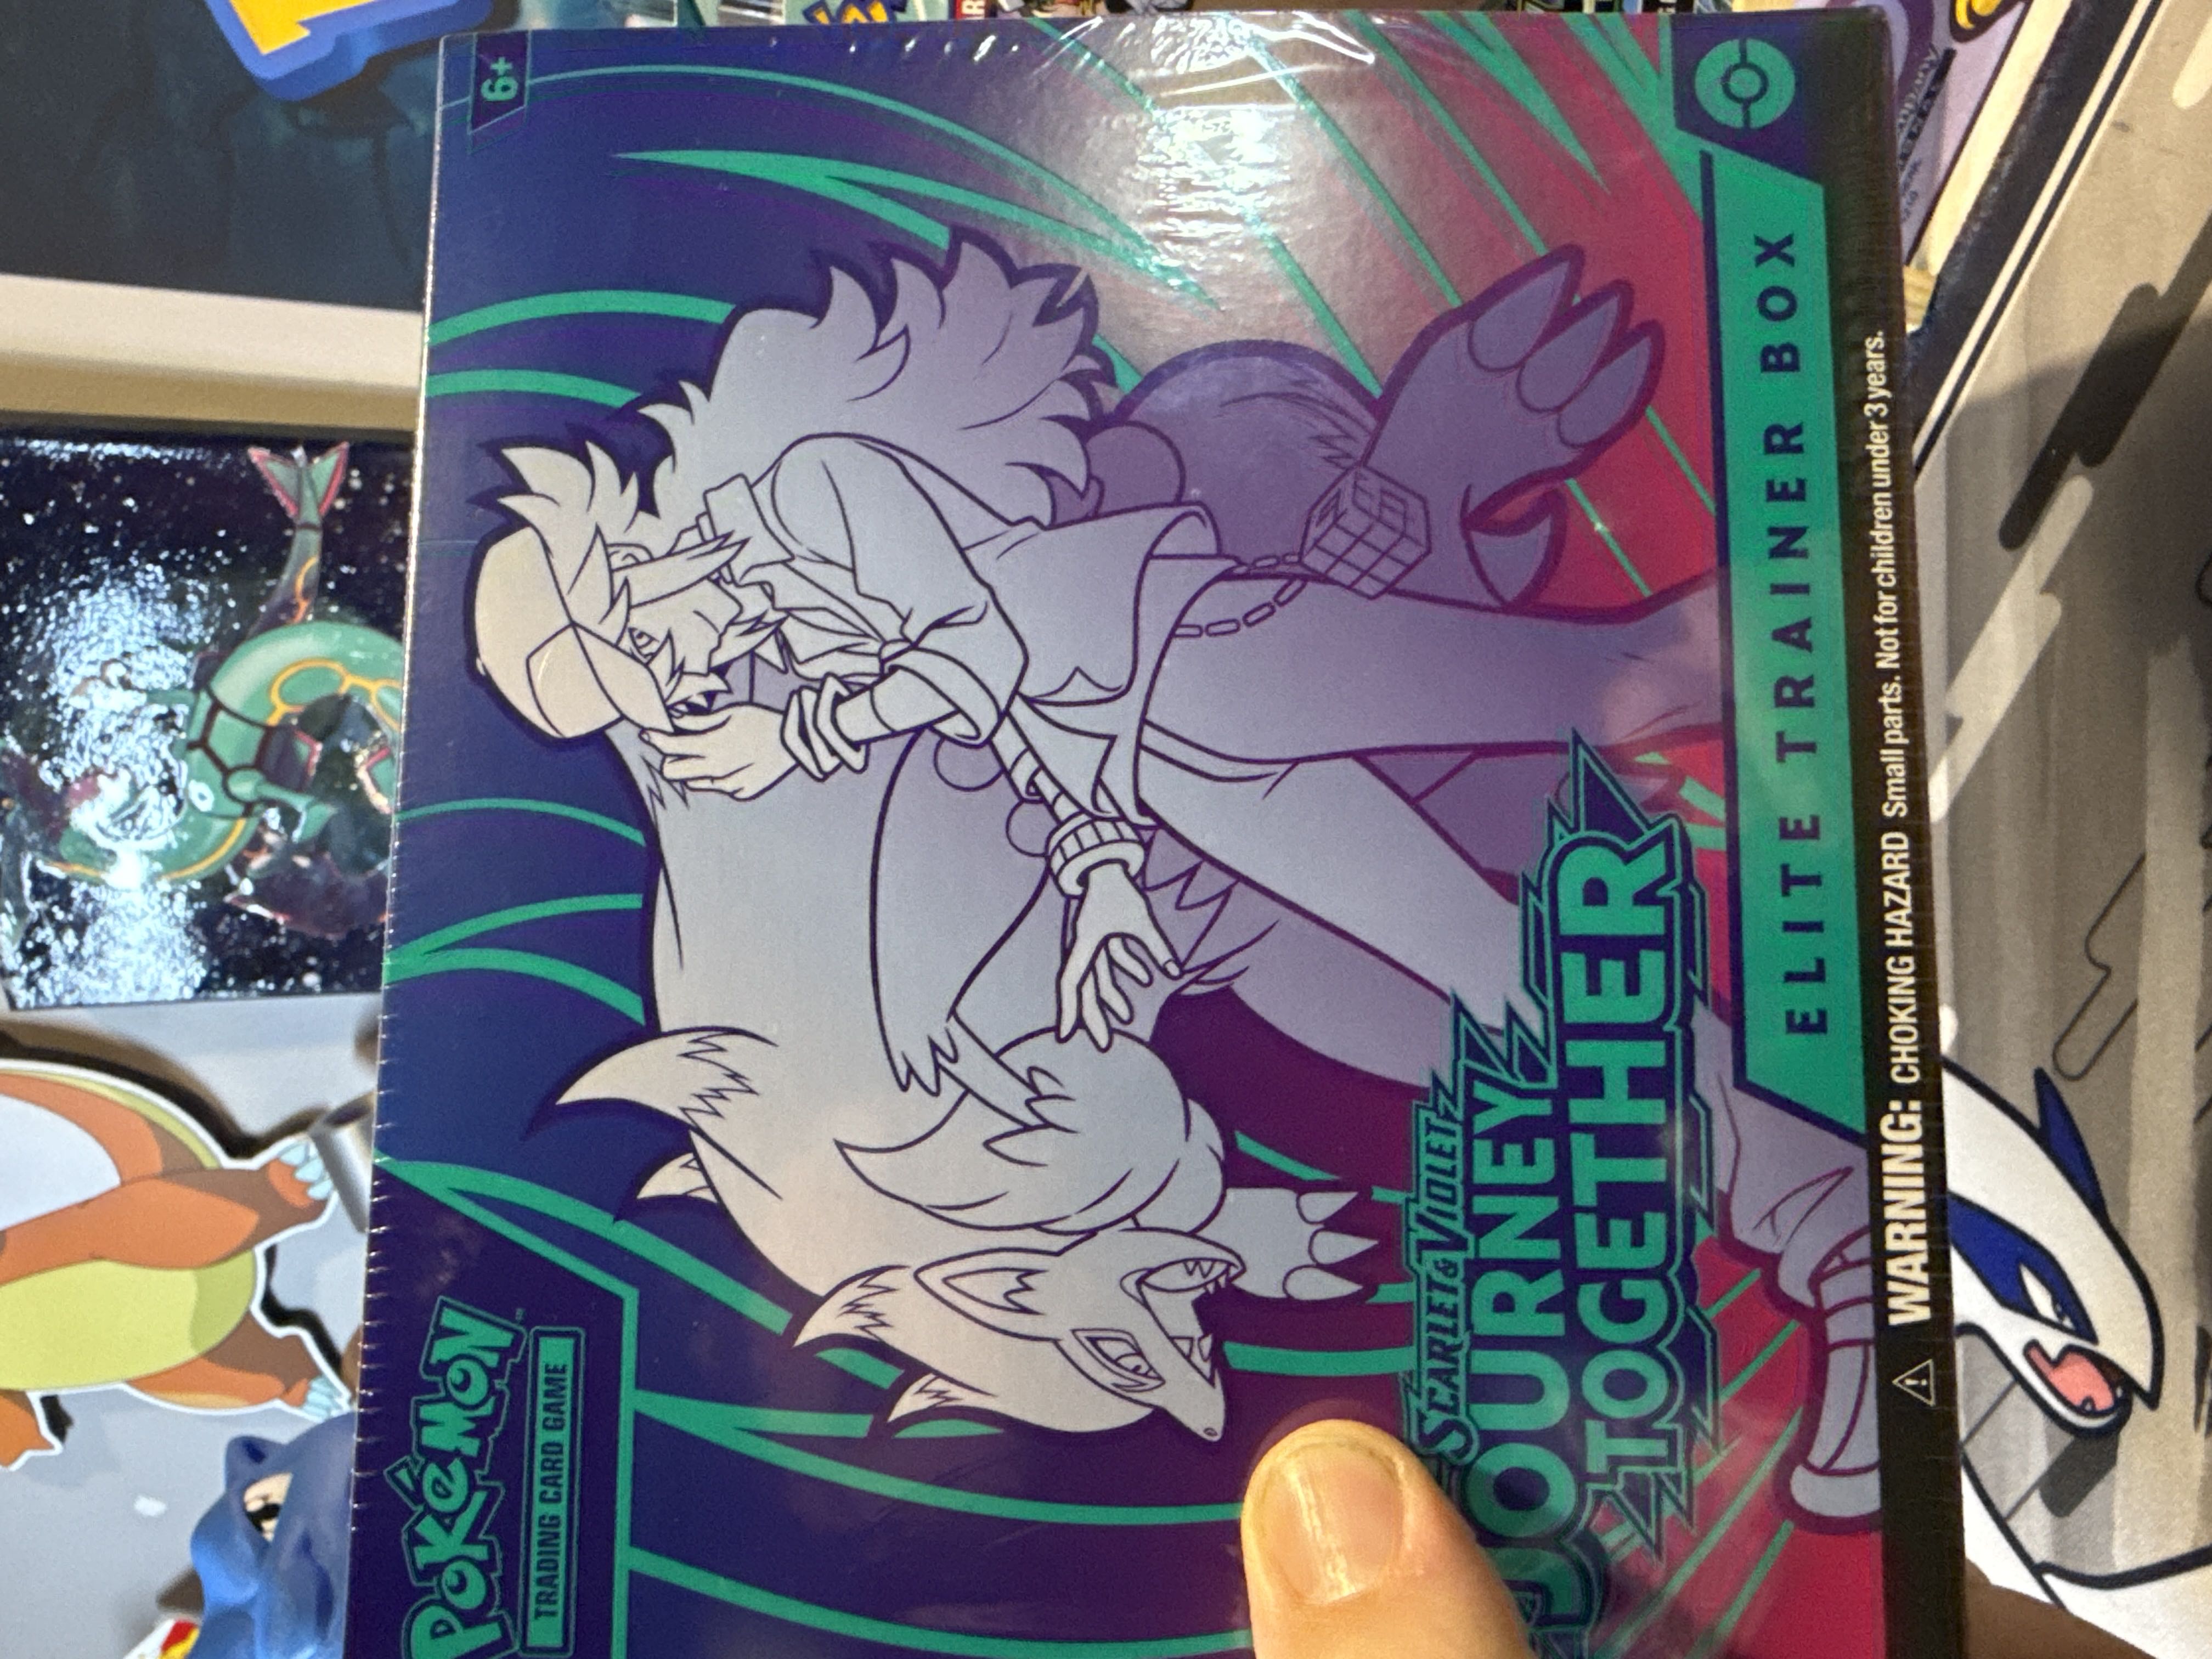 6+
POKéMON™
TRADING CARD GAME
SCARLET & VIOLET
JOURNEY
TOGETHER
ELITE TRAINER BOX
⚠ WARNING: CHOKING HAZARD Small parts. Not for children under 3 years.